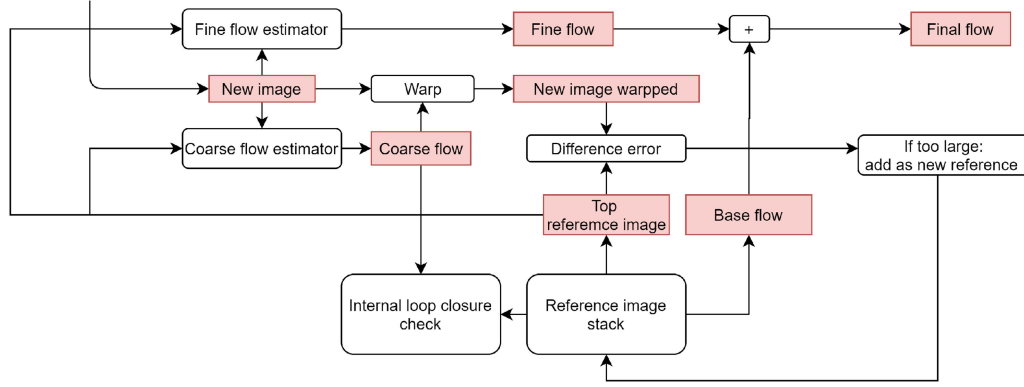 Fine flow estimator
Fine flow
+
Final flow
New image
Warp
New image warpped
Coarse flow estimator
Coarse flow
Difference error
If too large:
add as new reference
Top
referemce image
Base flow
Internal loop closure
check
Reference image
stack